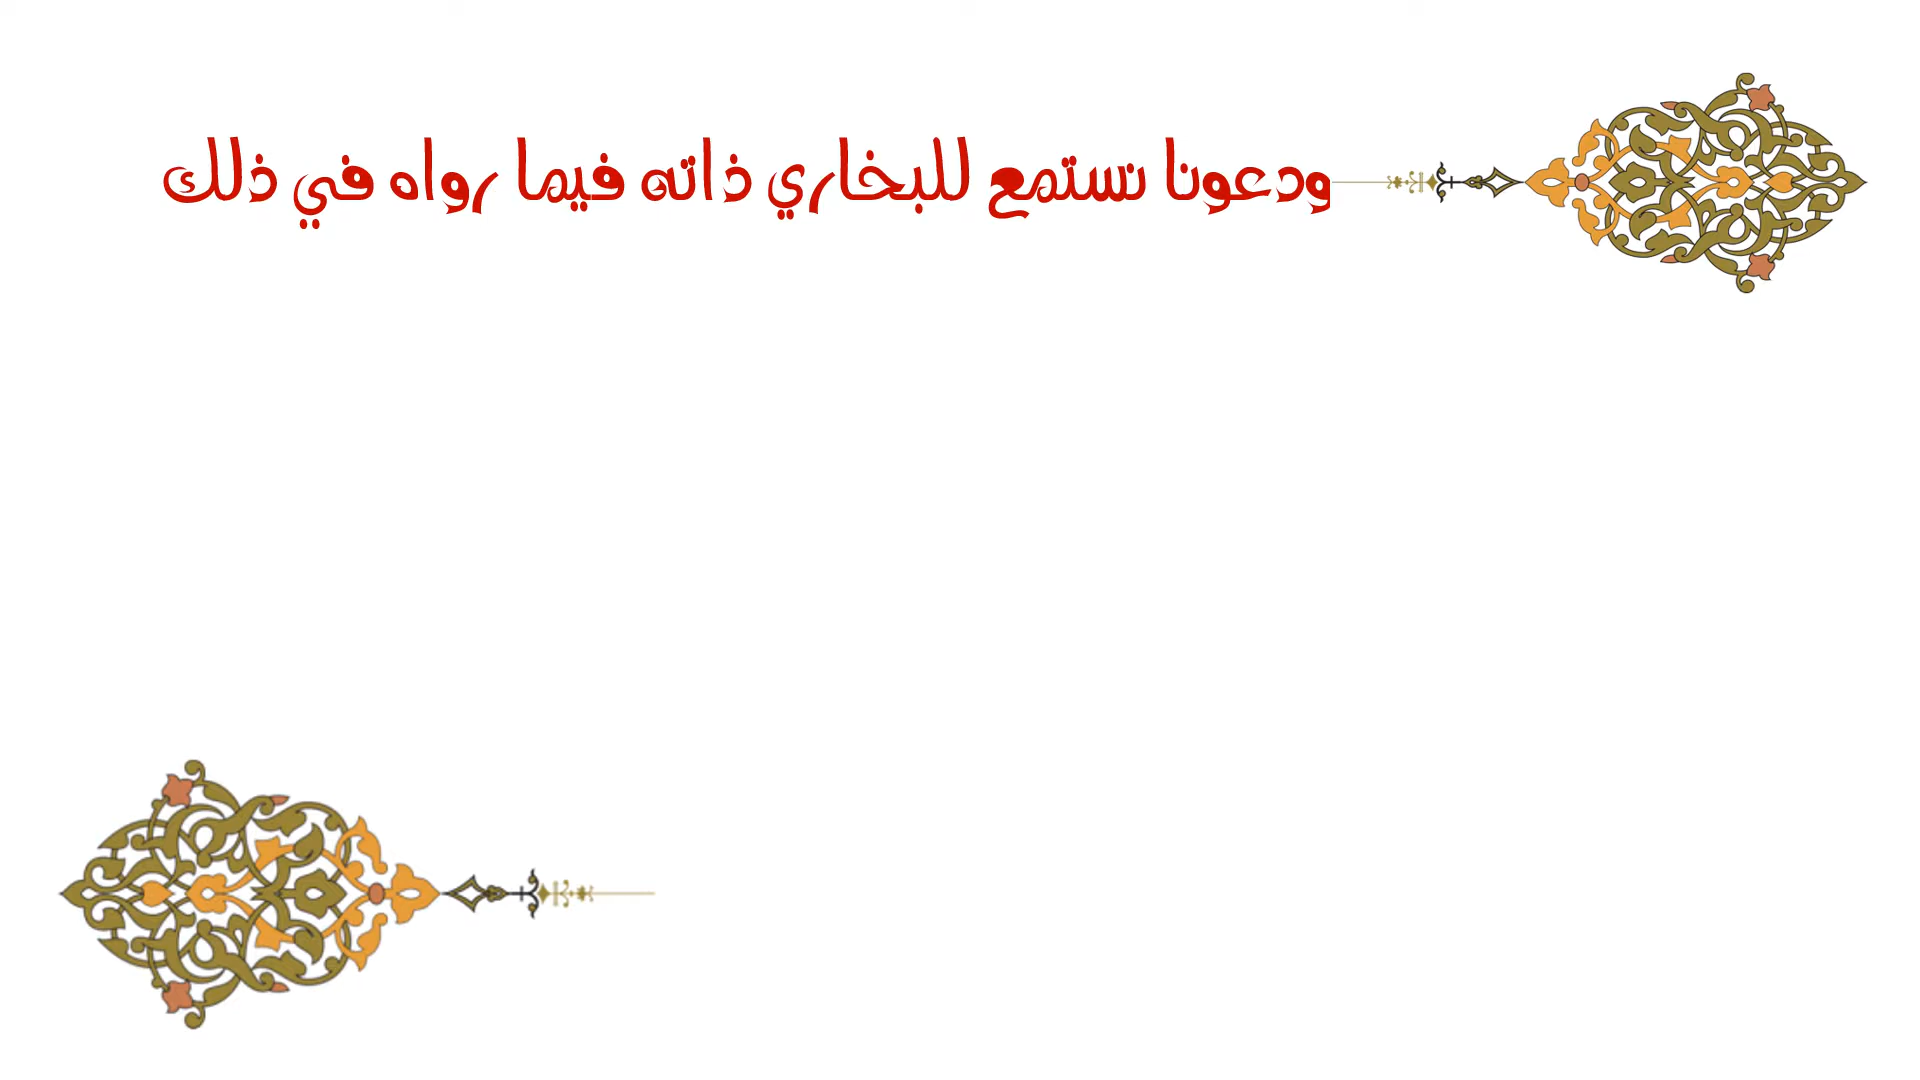 ودعونا نستمع للبخاري ذاته فيما رواه في ذلك